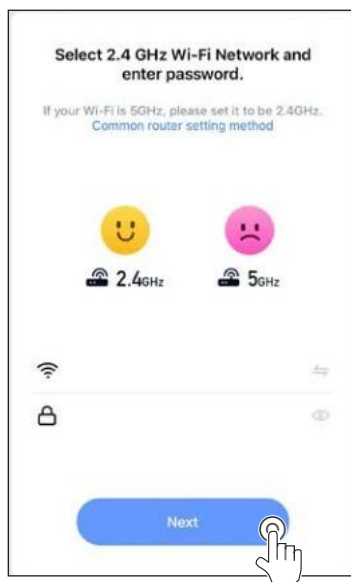 Select 2.4 GHz Wi-Fi Network and
enter password.
If your Wi-Fi is 5GHz, please set it to be 2.4GHz.
Common router setting method
2.4GHz 5GHz
Next